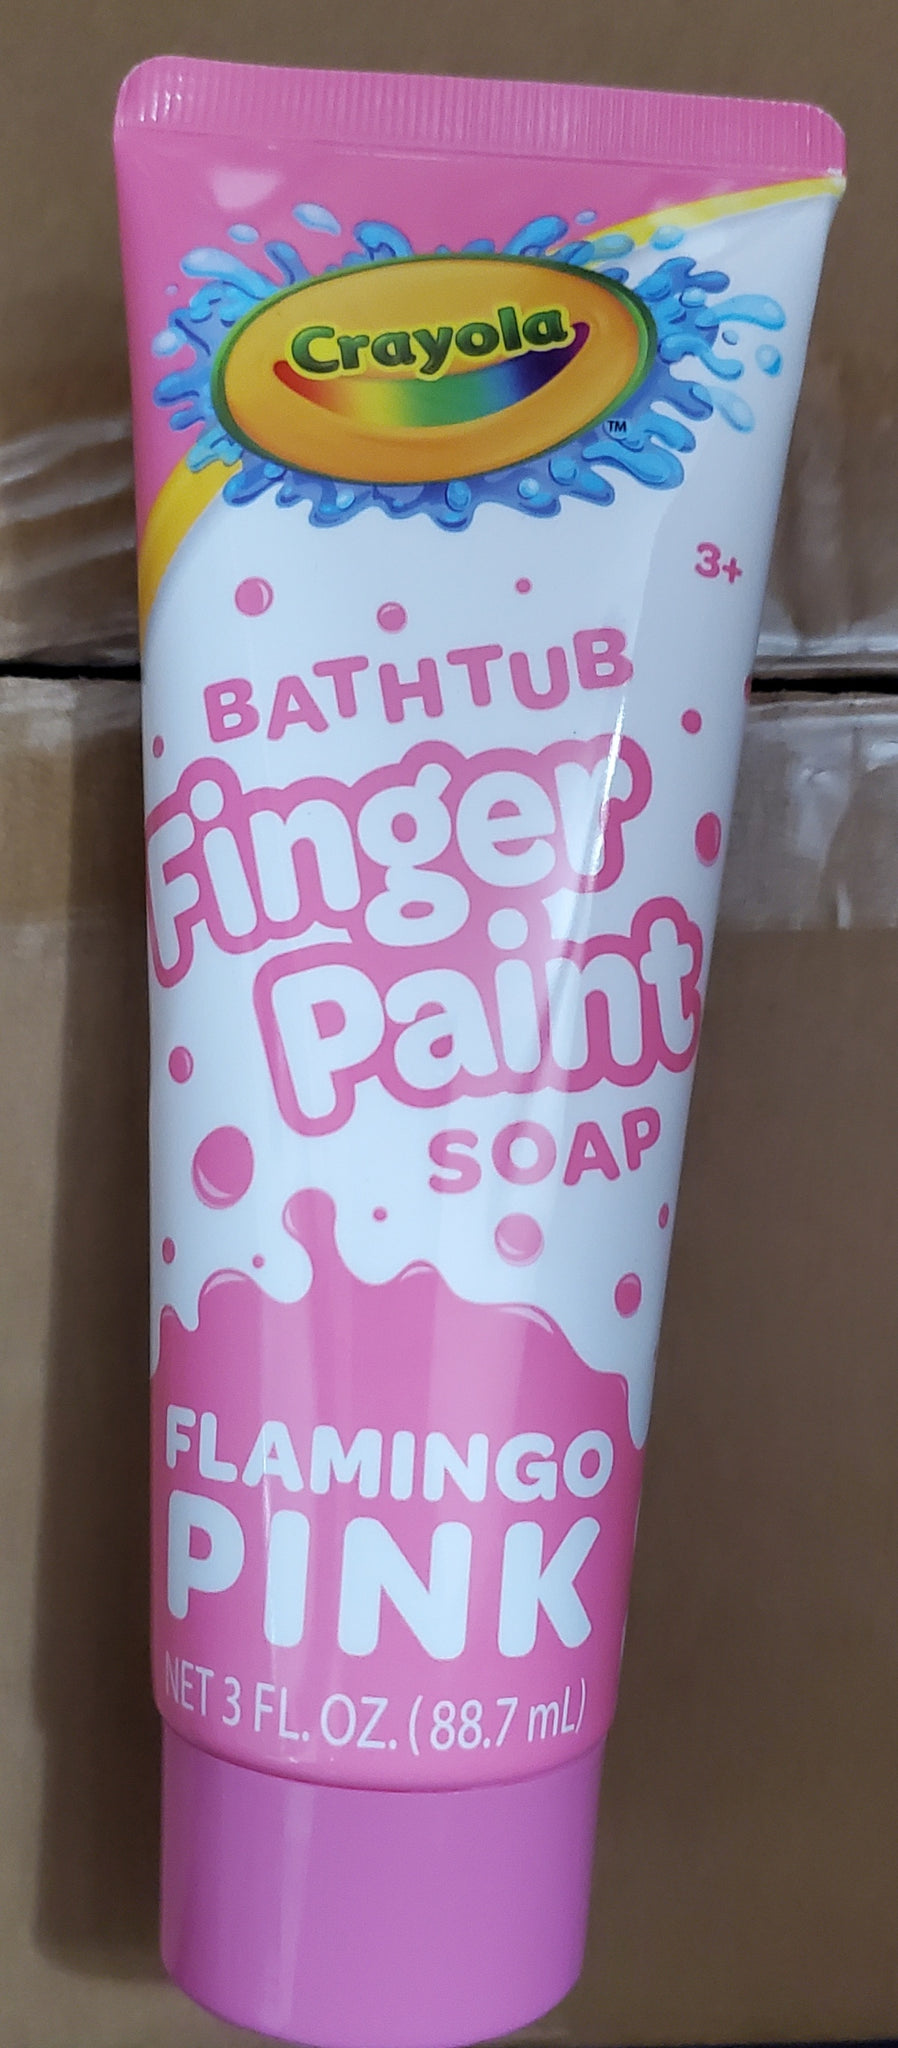 Crayola
TM
3+
BATHTUB
Finger
Paint
SOAP
FLAMINGO
PINK
NET 3 FL. OZ. (88.7 mL)